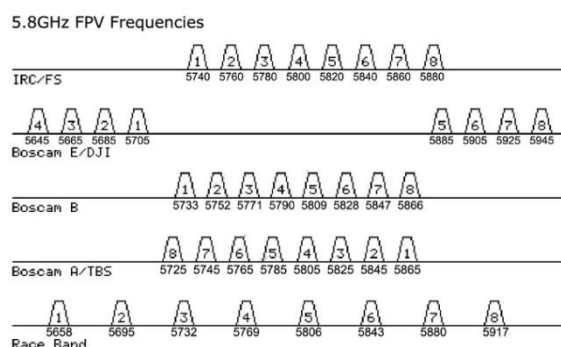 5.8GHz FPV Frequencies
1 2 3 4 5 6 7 8
5740 5760 5780 5800 5820 5840 5860 5880
IRC/FS
4 3 2 1 5 6 7 8
5645 5665 5685 5705 5885 5905 5925 5945
Boscam E/DJI
1 2 3 4 5 6 7 8
5733 5752 5771 5790 5809 5828 5847 5866
Boscam B
8 7 6 5 4 3 2 1
5725 5745 5765 5785 5805 5825 5845 5865
Boscam A/TBS
1 2 3 4 5 6 7 8
5658 5695 5732 5769 5806 5843 5880 5917
Race Band